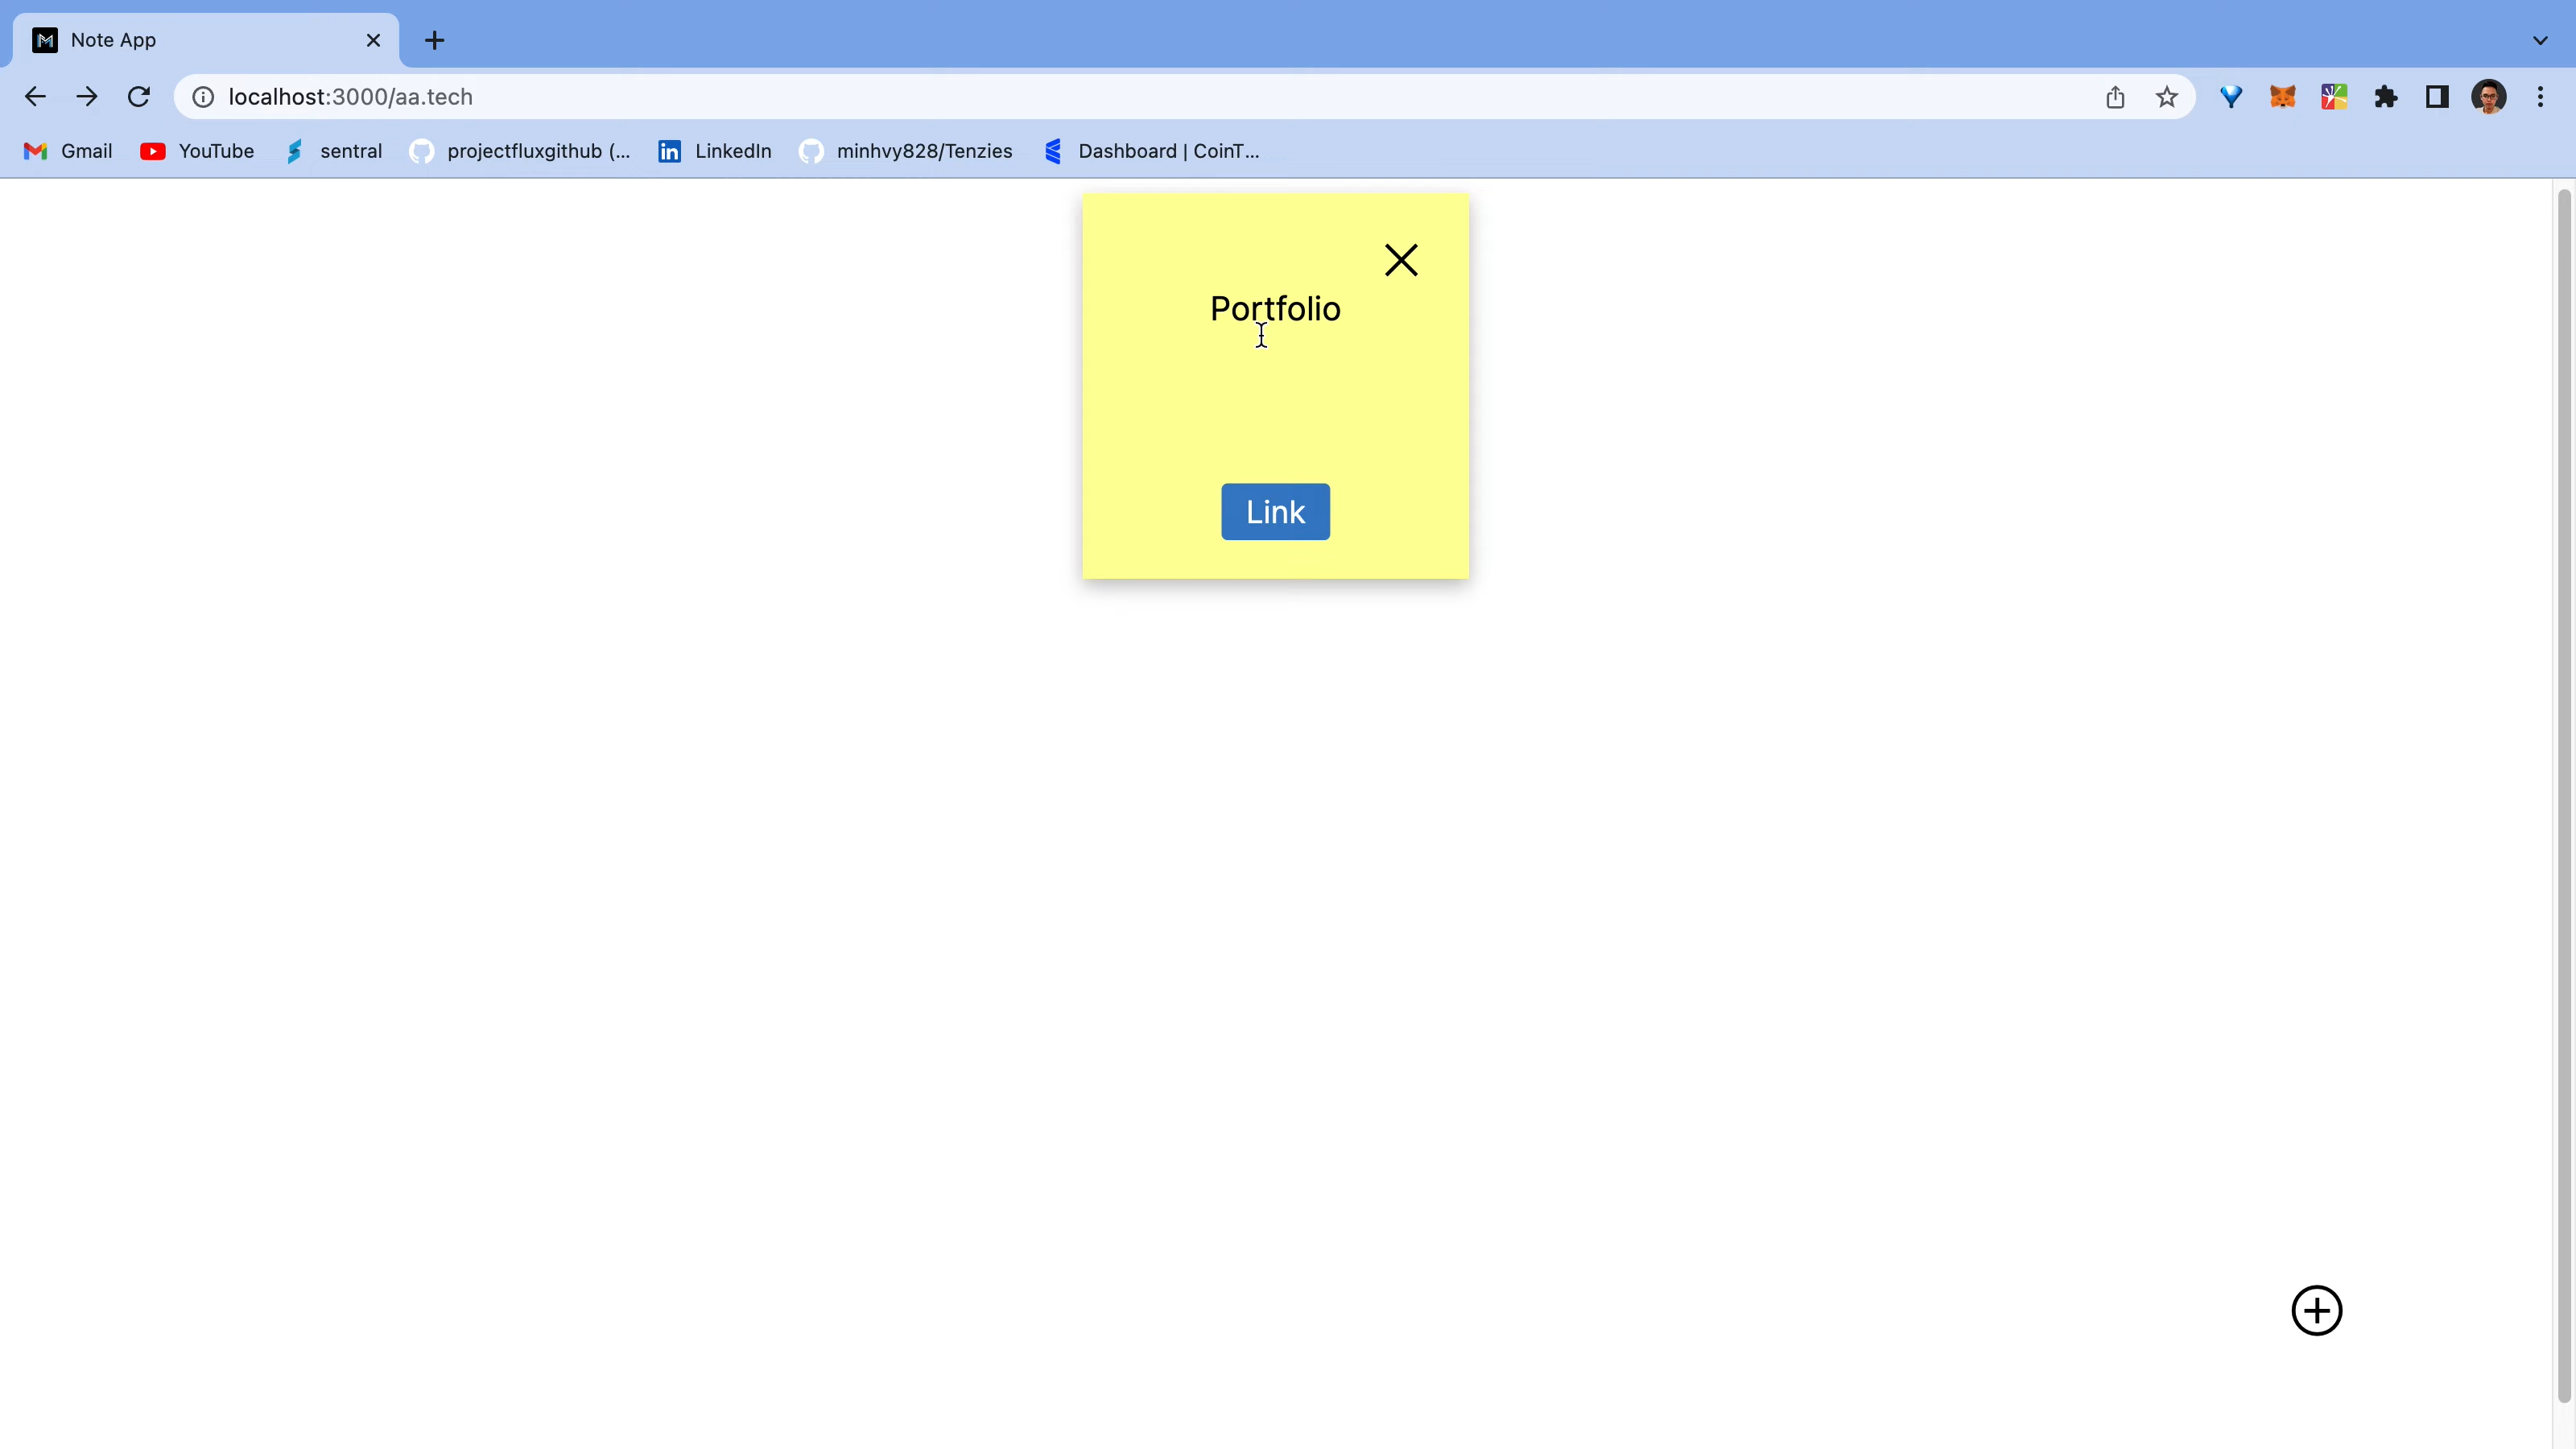 Note App
localhost:3000/aa.tech
Gmail YouTube sentral projectfluxgithub (... LinkedIn minhvy828/Tenzies Dashboard | CoinT...
Portfolio
Link